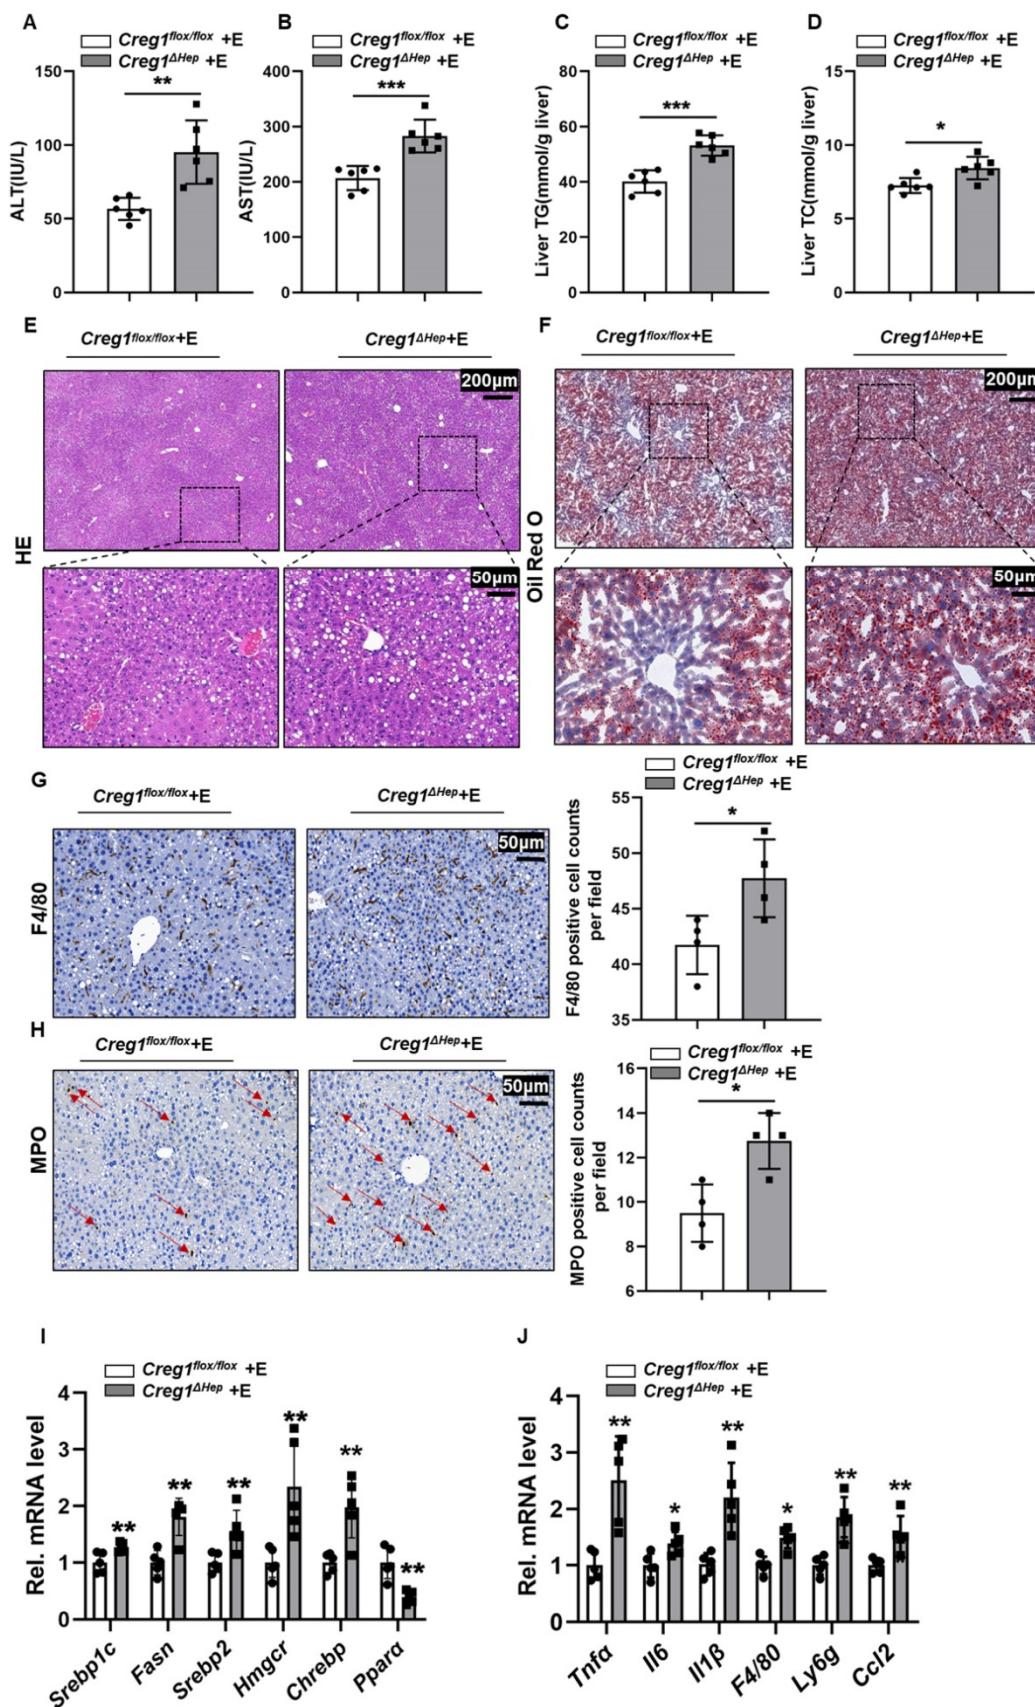 A
Creg1flox/flox +E
Creg1ΔHep +E
**
ALT(IU/L)
150
100
50
0
B
Creg1flox/flox +E
Creg1ΔHep +E
***
AST(IU/L)
400
300
200
100
0
C
Creg1flox/flox +E
Creg1ΔHep +E
***
Liver TG(mmol/g liver)
80
60
40
20
0
D
Creg1flox/flox +E
Creg1ΔHep +E
*
Liver TC(mmol/g liver)
15
10
5
0
E
Creg1flox/flox+E
Creg1ΔHep+E
200μm
HE
50μm
F
Creg1flox/flox+E
Creg1ΔHep+E
200μm
Oil Red O
50μm
G
Creg1flox/flox+E
Creg1ΔHep+E
F4/80
50μm
Creg1flox/flox +E
Creg1ΔHep +E
*
F4/80 positive cell counts
per field
55
50
45
40
35
H
Creg1flox/flox+E
Creg1ΔHep+E
MPO
50μm
Creg1flox/flox +E
Creg1ΔHep +E
*
MPO positive cell counts
per field
16
14
12
10
8
6
I
Creg1flox/flox +E
Creg1ΔHep +E
Rel. mRNA level
4
3
2
1
0
** ** ** ** ** **
Srebp1c Fasn Srebp2 Hmgcr Chrebp Pparα
J
Creg1flox/flox +E
Creg1ΔHep +E
Rel. mRNA level
4
3
2
1
0
** * ** * ** **
Tnfα Il6 Il1β F4/80 Ly6g Ccl2